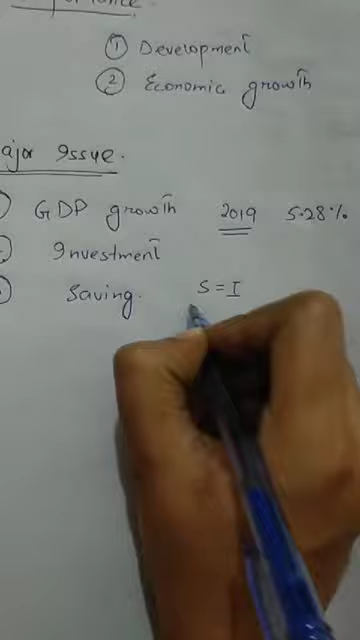 ① Development
② Economic growth
Major Issue.
GDP growth 2019 5.28%
Investment
Saving. S = I